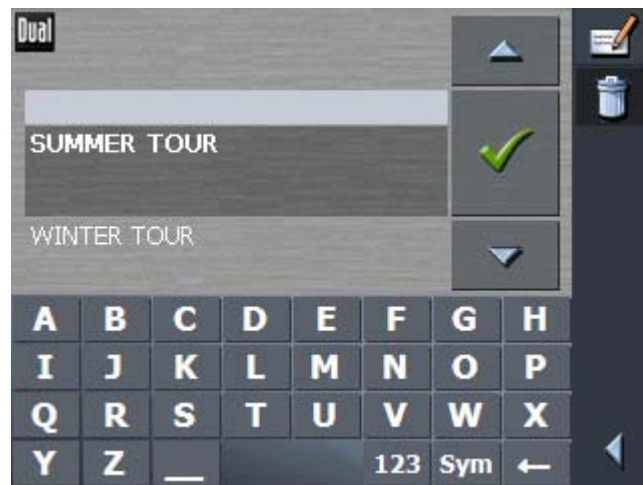 Dual
SUMMER TOUR
WINTER TOUR
A B C D E F G H
I J K L M N O P
Q R S T U V W X
Y Z _ 123 Sym ←